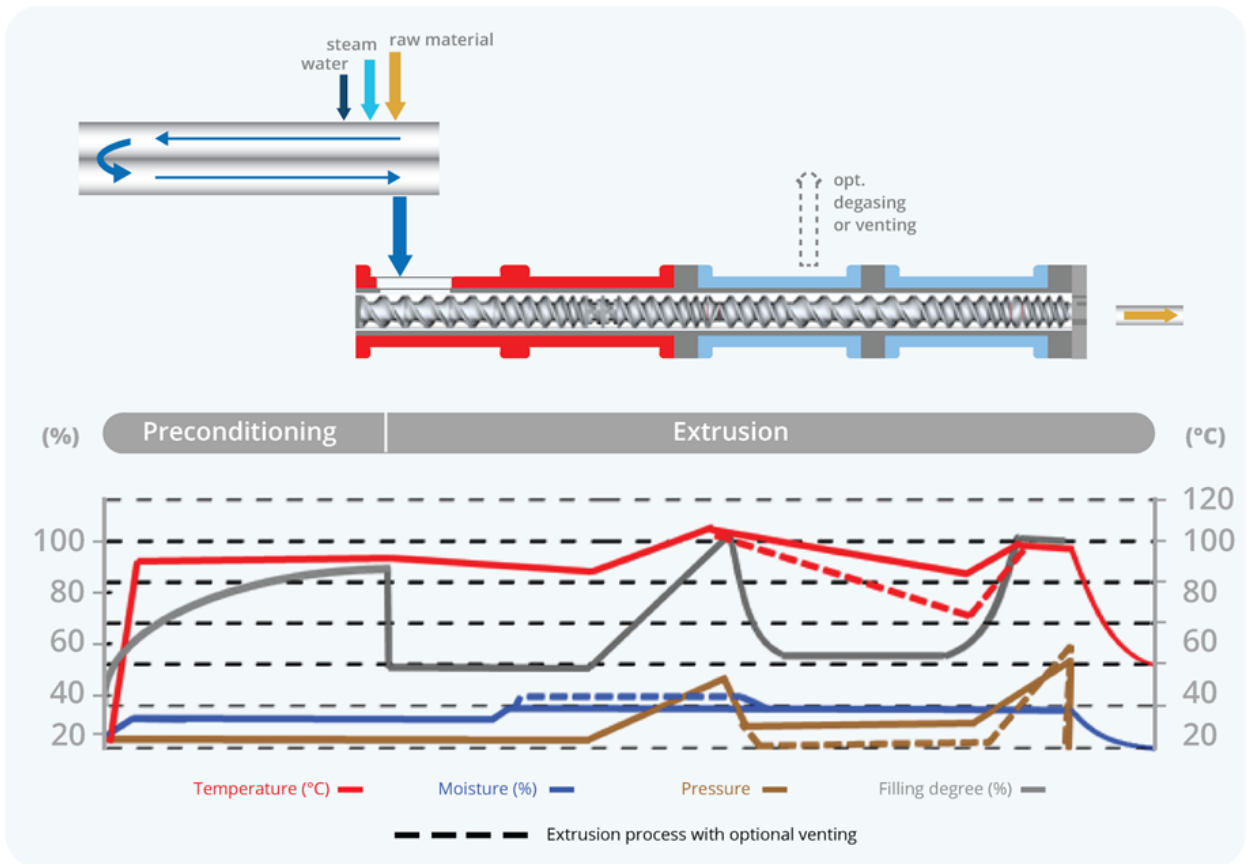 steam
raw material
water
opt.
degasing
or venting
(%)
Preconditioning
Extrusion
(°C)
120
100
100
80
80
60
60
40
40
20
20
Temperature (°C)
Moisture (%)
Pressure
Filling degree (%)
Extrusion process with optional venting